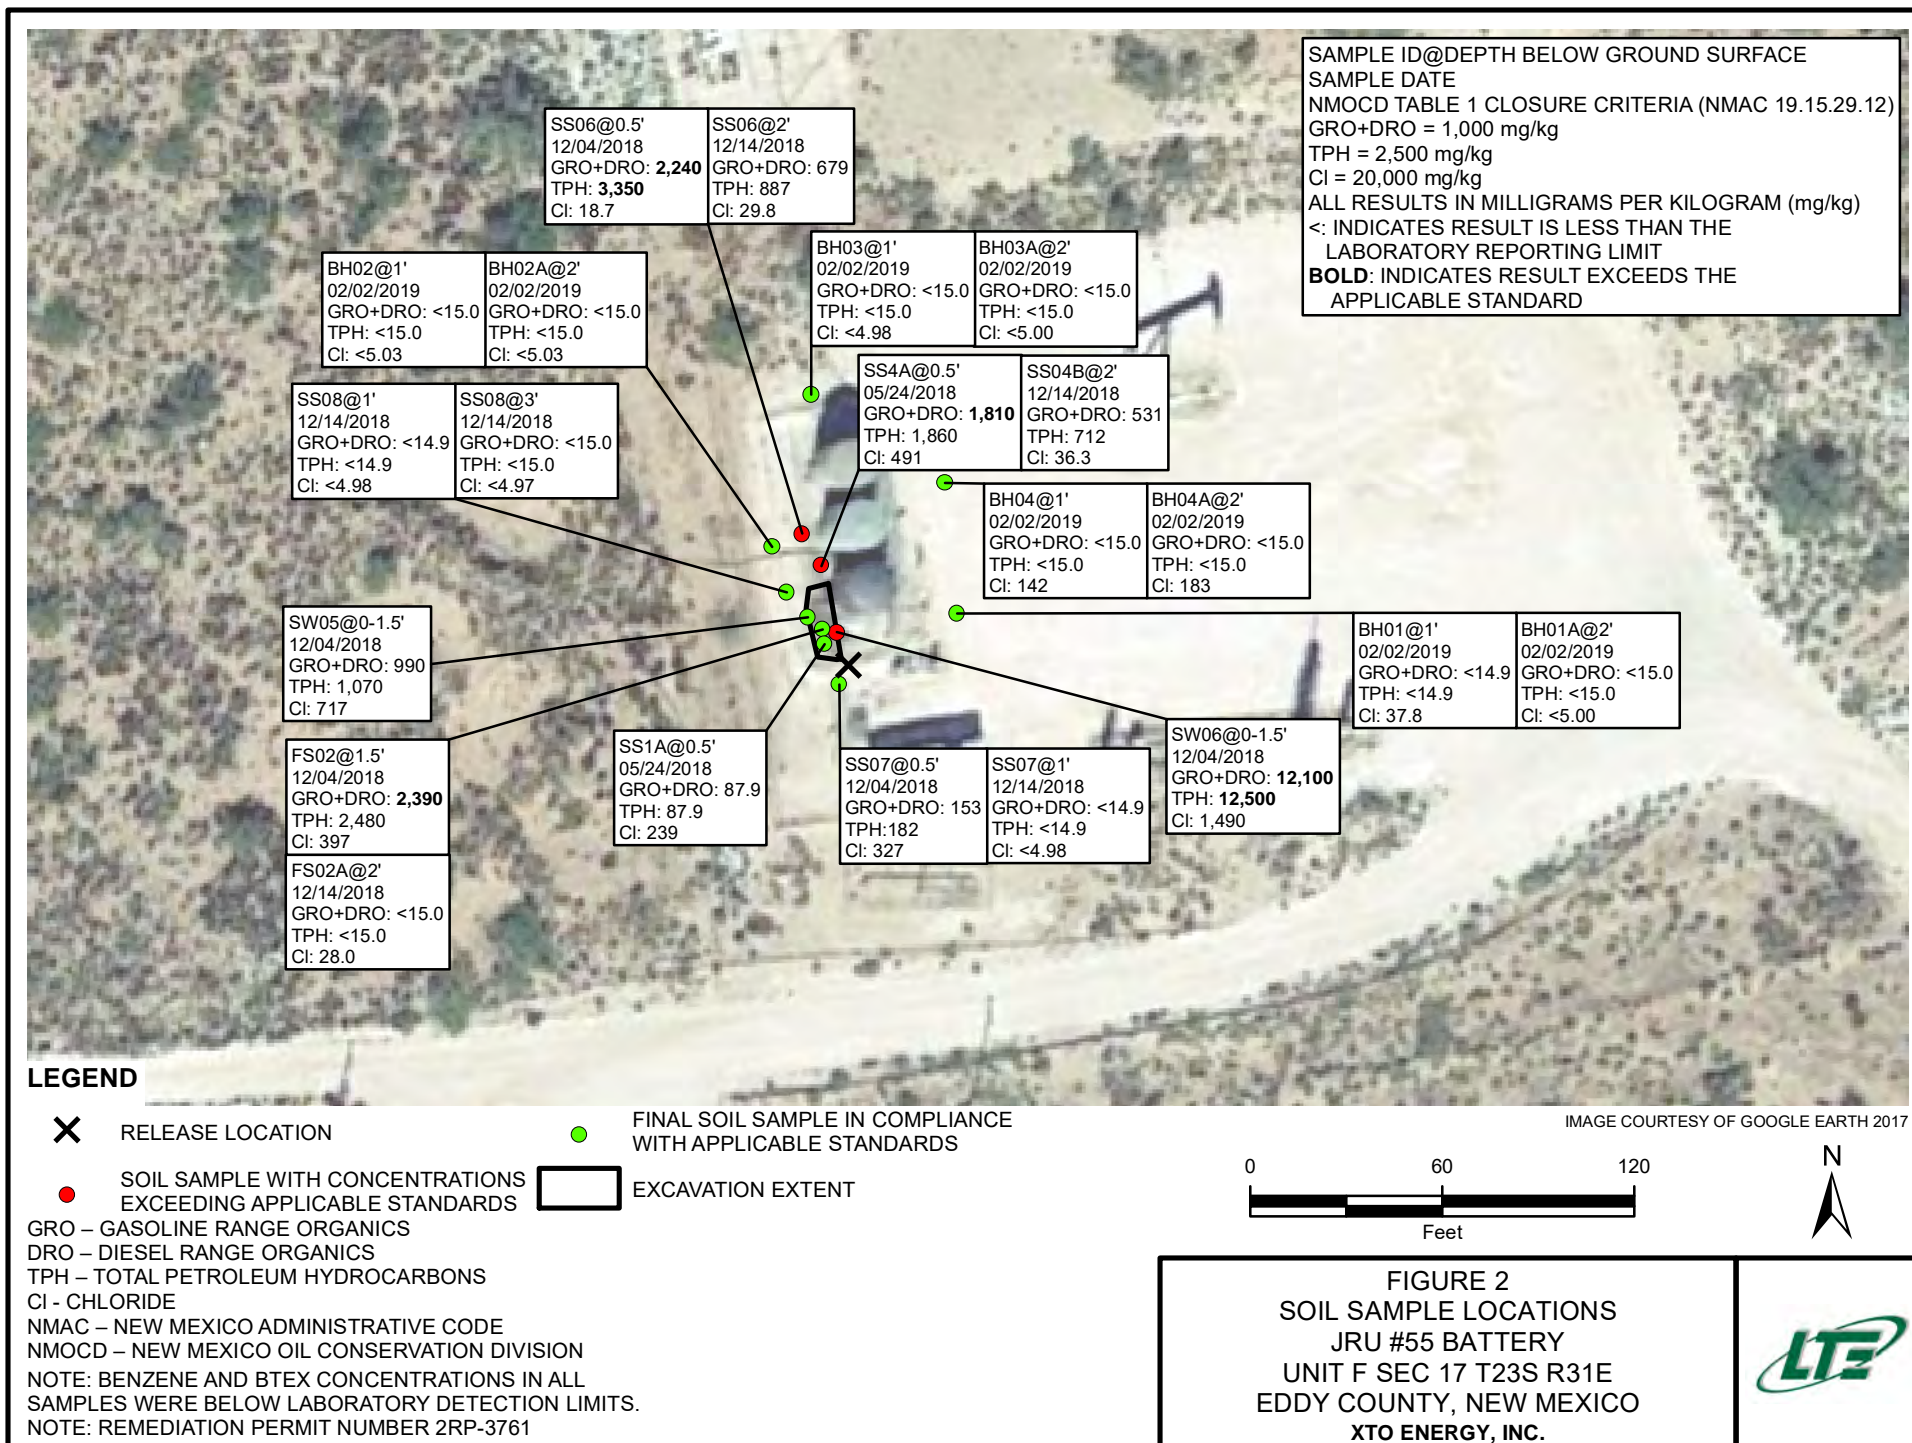 SAMPLE ID@DEPTH BELOW GROUND SURFACE
SAMPLE DATE
NMOCD TABLE 1 CLOSURE CRITERIA (NMAC 19.15.29.12)
GRO+DRO = 1,000 mg/kg
TPH = 2,500 mg/kg
Cl = 20,000 mg/kg
ALL RESULTS IN MILLIGRAMS PER KILOGRAM (mg/kg)
<: INDICATES RESULT IS LESS THAN THE
LABORATORY REPORTING LIMIT
BOLD: INDICATES RESULT EXCEEDS THE
APPLICABLE STANDARD
SS06@0.5'
12/04/2018
GRO+DRO: 2,240
TPH: 3,350
Cl: 18.7
SS06@2'
12/14/2018
GRO+DRO: 679
TPH: 887
Cl: 29.8
BH02@1'
02/02/2019
GRO+DRO: <15.0
TPH: <15.0
Cl: <5.03
BH02A@2'
02/02/2019
GRO+DRO: <15.0
TPH: <15.0
Cl: <5.03
BH03@1'
02/02/2019
GRO+DRO: <15.0
TPH: <15.0
Cl: <4.98
BH03A@2'
02/02/2019
GRO+DRO: <15.0
TPH: <15.0
Cl: <5.00
SS4A@0.5'
05/24/2018
GRO+DRO: 1,810
TPH: 1,860
Cl: 491
SS04B@2'
12/14/2018
GRO+DRO: 531
TPH: 712
Cl: 36.3
SS08@1'
12/14/2018
GRO+DRO: <14.9
TPH: <14.9
Cl: <4.98
SS08@3'
12/14/2018
GRO+DRO: <15.0
TPH: <15.0
Cl: <4.97
BH04@1'
02/02/2019
GRO+DRO: <15.0
TPH: <15.0
Cl: 142
BH04A@2'
02/02/2019
GRO+DRO: <15.0
TPH: <15.0
Cl: 183
SW05@0-1.5'
12/04/2018
GRO+DRO: 990
TPH: 1,070
Cl: 717
BH01@1'
02/02/2019
GRO+DRO: <14.9
TPH: <14.9
Cl: 37.8
BH01A@2'
02/02/2019
GRO+DRO: <15.0
TPH: <15.0
Cl: <5.00
FS02@1.5'
12/04/2018
GRO+DRO: 2,390
TPH: 2,480
Cl: 397
FS02A@2'
12/14/2018
GRO+DRO: <15.0
TPH: <15.0
Cl: 28.0
SS1A@0.5'
05/24/2018
GRO+DRO: 87.9
TPH: 87.9
Cl: 239
SS07@0.5'
12/04/2018
GRO+DRO: 153
TPH:182
Cl: 327
SS07@1'
12/14/2018
GRO+DRO: <14.9
TPH: <14.9
Cl: <4.98
SW06@0-1.5'
12/04/2018
GRO+DRO: 12,100
TPH: 12,500
Cl: 1,490
LEGEND
RELEASE LOCATION
FINAL SOIL SAMPLE IN COMPLIANCE
WITH APPLICABLE STANDARDS
SOIL SAMPLE WITH CONCENTRATIONS
EXCEEDING APPLICABLE STANDARDS
EXCAVATION EXTENT
GRO – GASOLINE RANGE ORGANICS
DRO – DIESEL RANGE ORGANICS
TPH – TOTAL PETROLEUM HYDROCARBONS
Cl - CHLORIDE
NMAC – NEW MEXICO ADMINISTRATIVE CODE
NMOCD – NEW MEXICO OIL CONSERVATION DIVISION
NOTE: BENZENE AND BTEX CONCENTRATIONS IN ALL
SAMPLES WERE BELOW LABORATORY DETECTION LIMITS.
NOTE: REMEDIATION PERMIT NUMBER 2RP-3761
IMAGE COURTESY OF GOOGLE EARTH 2017
0 60 120
Feet
N
FIGURE 2
SOIL SAMPLE LOCATIONS
JRU #55 BATTERY
UNIT F SEC 17 T23S R31E
EDDY COUNTY, NEW MEXICO
XTO ENERGY, INC.
LTE